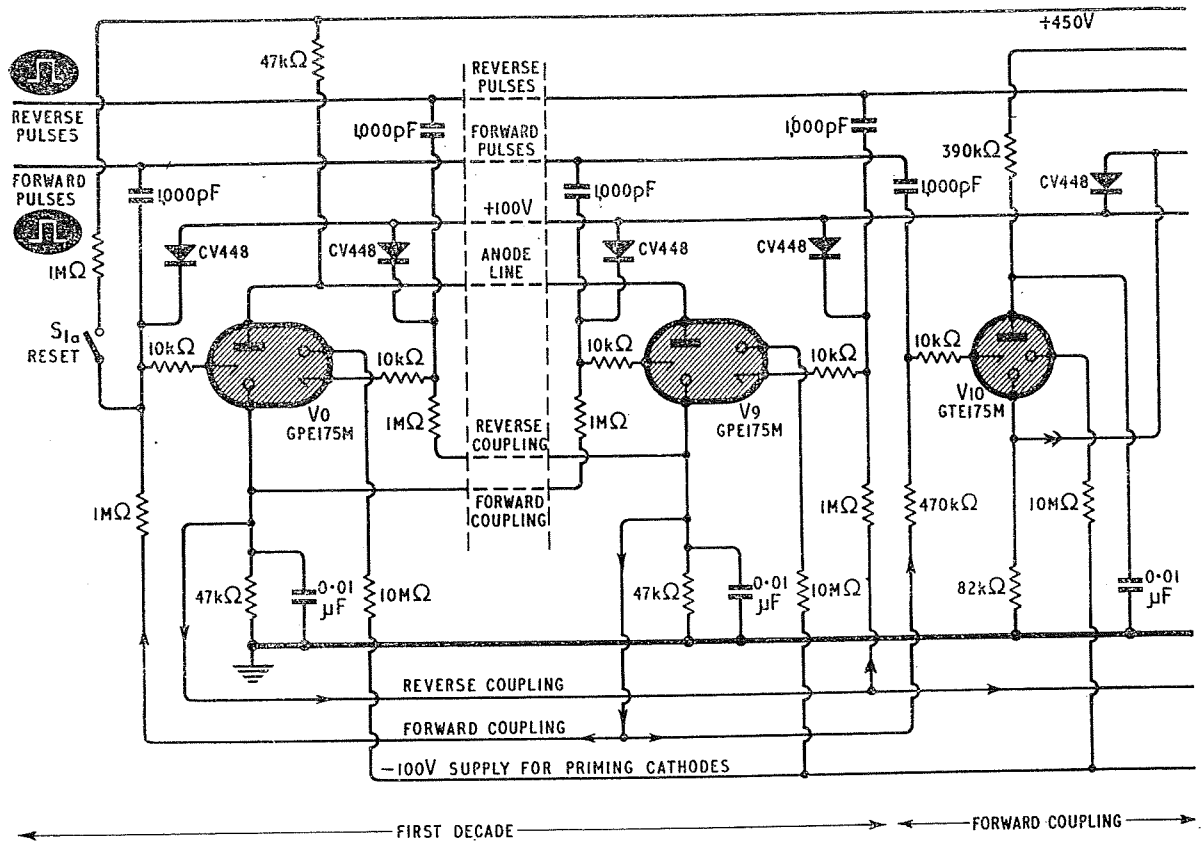 +450V
47kΩ
REVERSE
PULSES
REVERSE
PULSES
1,000pF
FORWARD
PULSES
1,000pF
390kΩ
FORWARD
PULSES
1,000pF
1,000pF
1,000pF
CV448
+100V
1MΩ
CV448
CV448
ANODE
LINE
CV448
CV448
S1a
RESET
10kΩ
10kΩ
10kΩ
10kΩ
10kΩ
V0
GPE175M
V9
GPE175M
V10
GTE175M
1MΩ
REVERSE
COUPLING
1MΩ
FORWARD
COUPLING
1MΩ
1MΩ
470kΩ
10MΩ
47kΩ
0·01
µF
10MΩ
47kΩ
0·01
µF
10MΩ
82kΩ
0·01
µF
REVERSE COUPLING
FORWARD COUPLING
–100V SUPPLY FOR PRIMING CATHODES
FIRST DECADE
FORWARD COUPLING